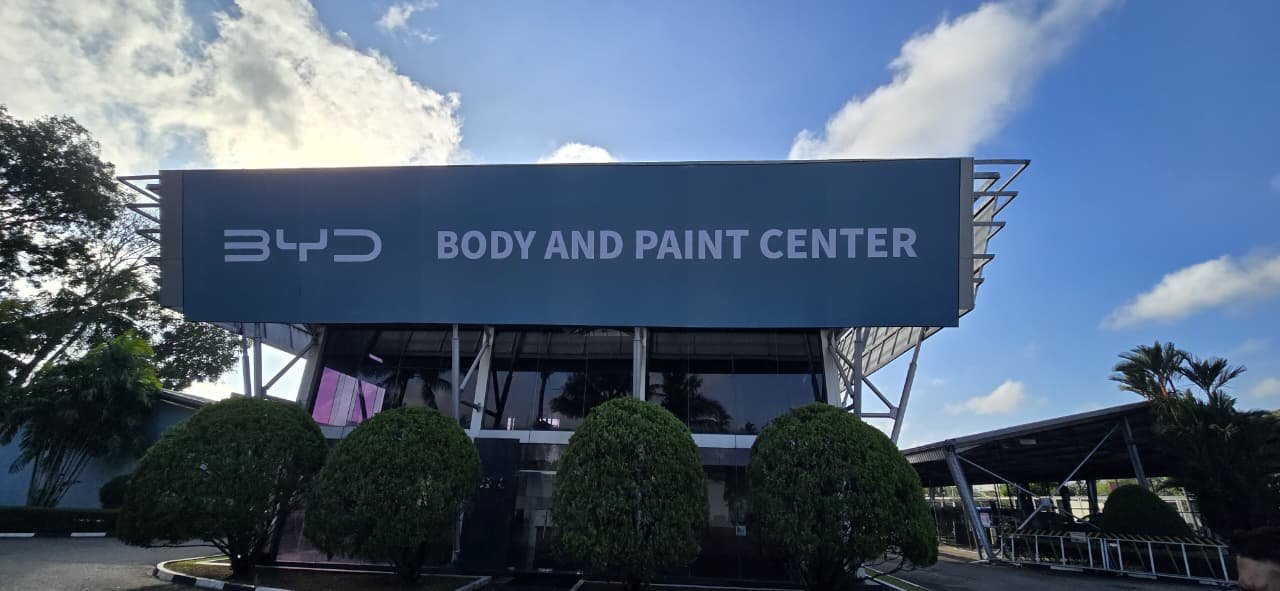 BYD BODY AND PAINT CENTER